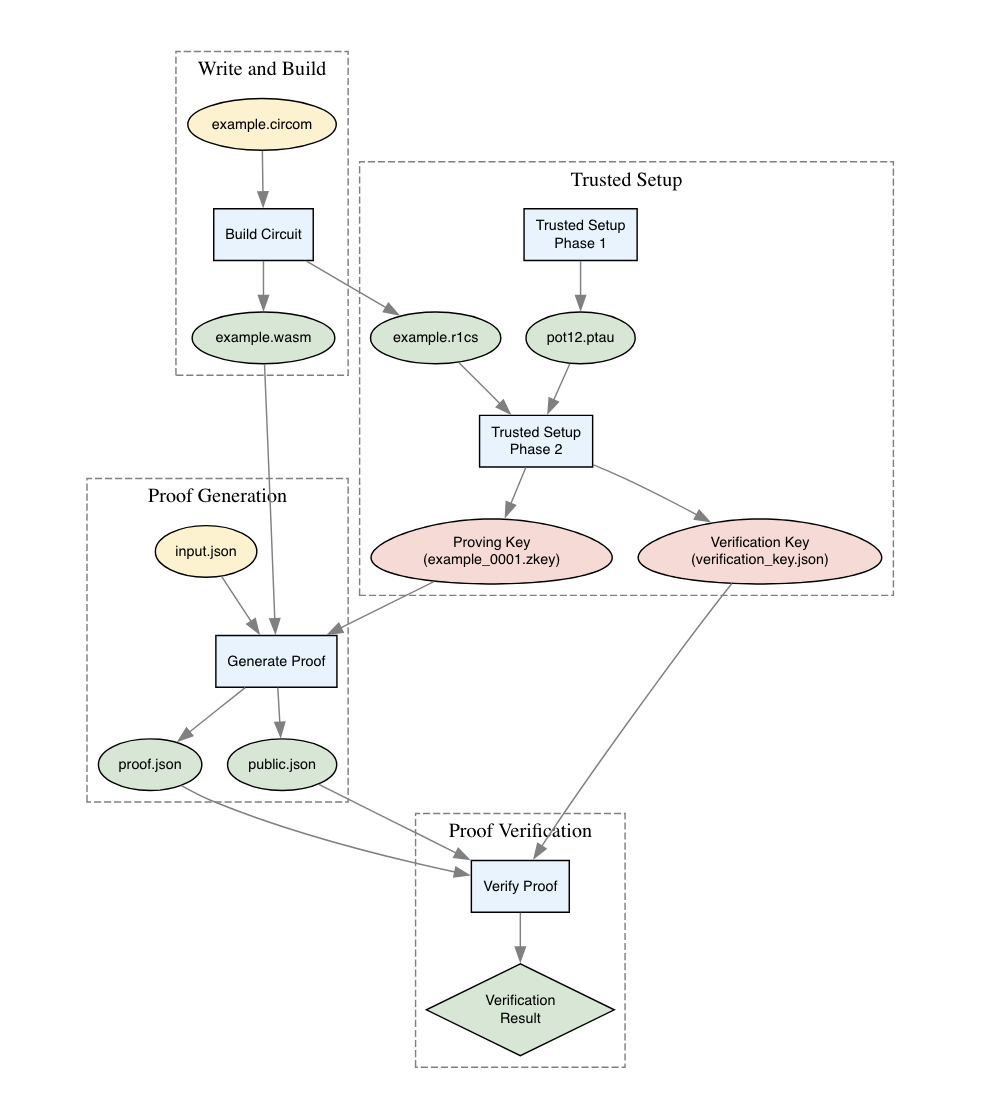 Write and Build
example.circom
Build Circuit
example.wasm
Trusted Setup
Trusted Setup
Phase 1
example.r1cs
pot12.ptau
Trusted Setup
Phase 2
Proving Key
(example_0001.zkey)
Verification Key
(verification_key.json)
Proof Generation
input.json
Generate Proof
proof.json
public.json
Proof Verification
Verify Proof
Verification
Result